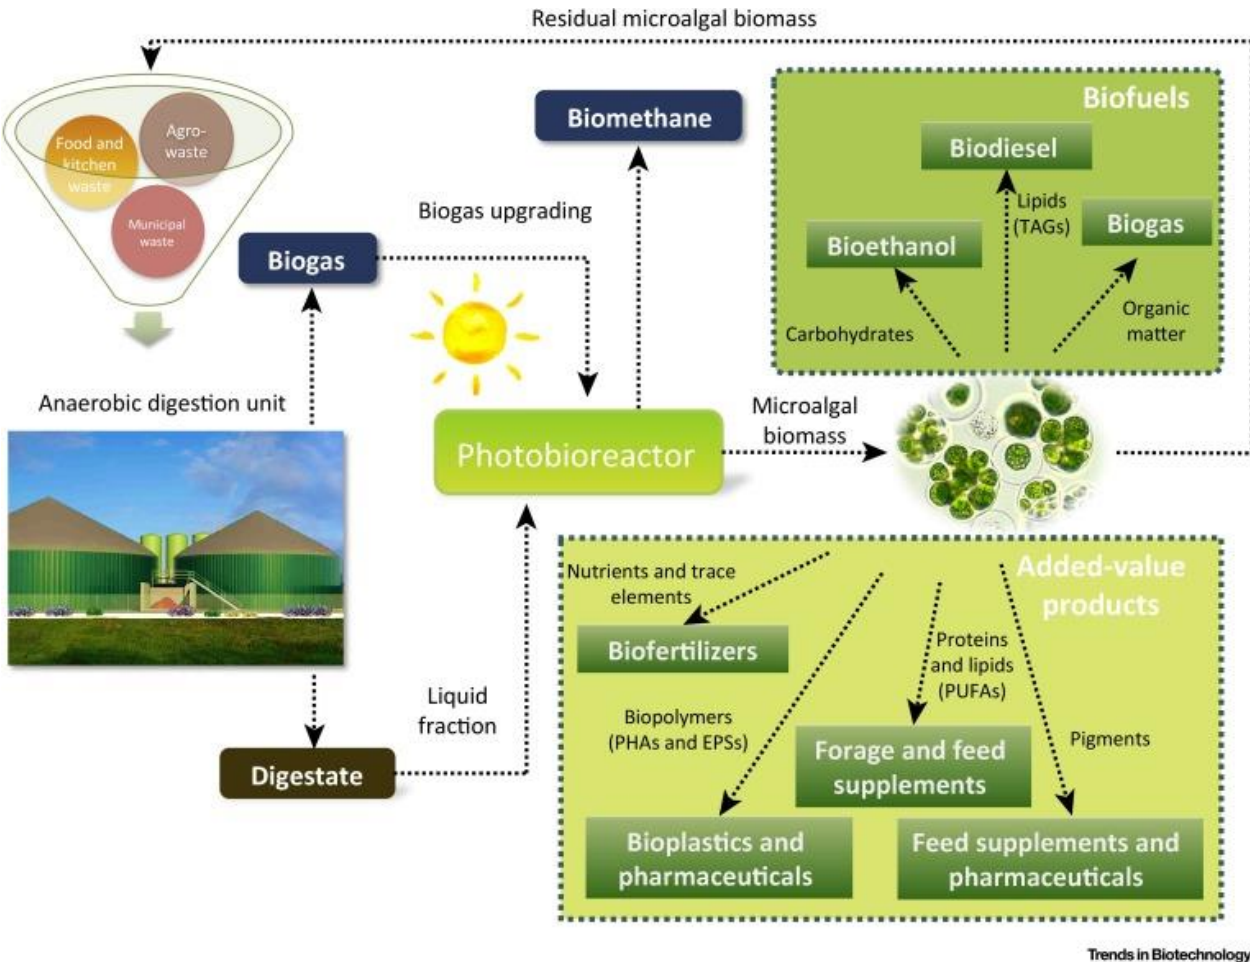 Residual microalgal biomass
Food and
kitchen
waste
Agro-
waste
Municipal
waste
Biogas
Biogas upgrading
Biomethane
Biofuels
Biodiesel
Lipids
(TAGs)
Bioethanol
Biogas
Carbohydrates
Organic
matter
Anaerobic digestion unit
Photobioreactor
Microalgal
biomass
Added-value
products
Nutrients and trace
elements
Biofertilizers
Proteins
and lipids
(PUFAs)
Liquid
fraction
Biopolymers
(PHAs and EPSs)
Pigments
Digestate
Forage and feed
supplements
Bioplastics and
pharmaceuticals
Feed supplements and
pharmaceuticals
Trends in Biotechnology